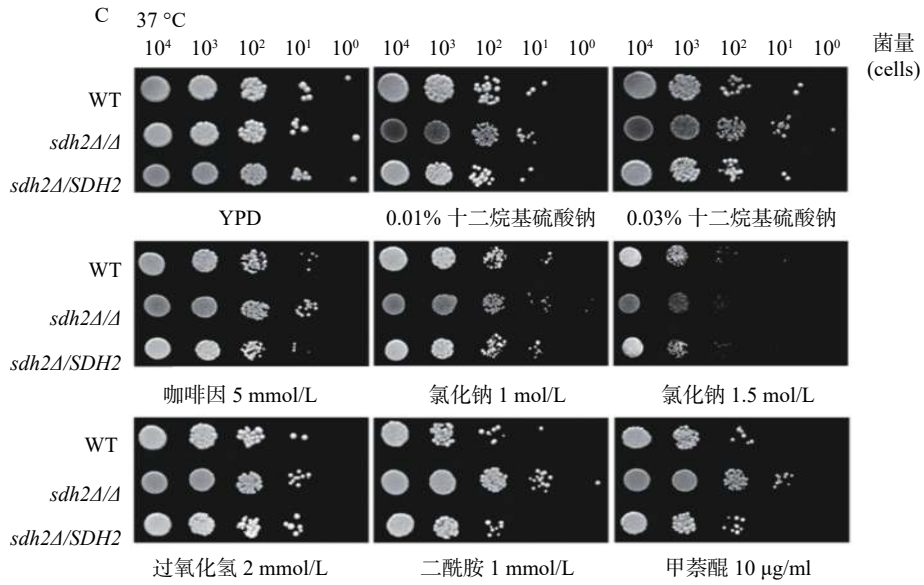 C 37 °C
10⁴ 10³ 10² 10¹ 10⁰ 10⁴ 10³ 10² 10¹ 10⁰ 10⁴ 10³ 10² 10¹ 10⁰ 菌量
(cells)
WT
sdh2Δ/Δ
sdh2Δ/SDH2
YPD 0.01% 十二烷基硫酸钠 0.03% 十二烷基硫酸钠
WT
sdh2Δ/Δ
sdh2Δ/SDH2
咖啡因 5 mmol/L 氯化钠 1 mol/L 氯化钠 1.5 mol/L
WT
sdh2Δ/Δ
sdh2Δ/SDH2
过氧化氢 2 mmol/L 二酰胺 1 mmol/L 甲萘醌 10 μg/ml